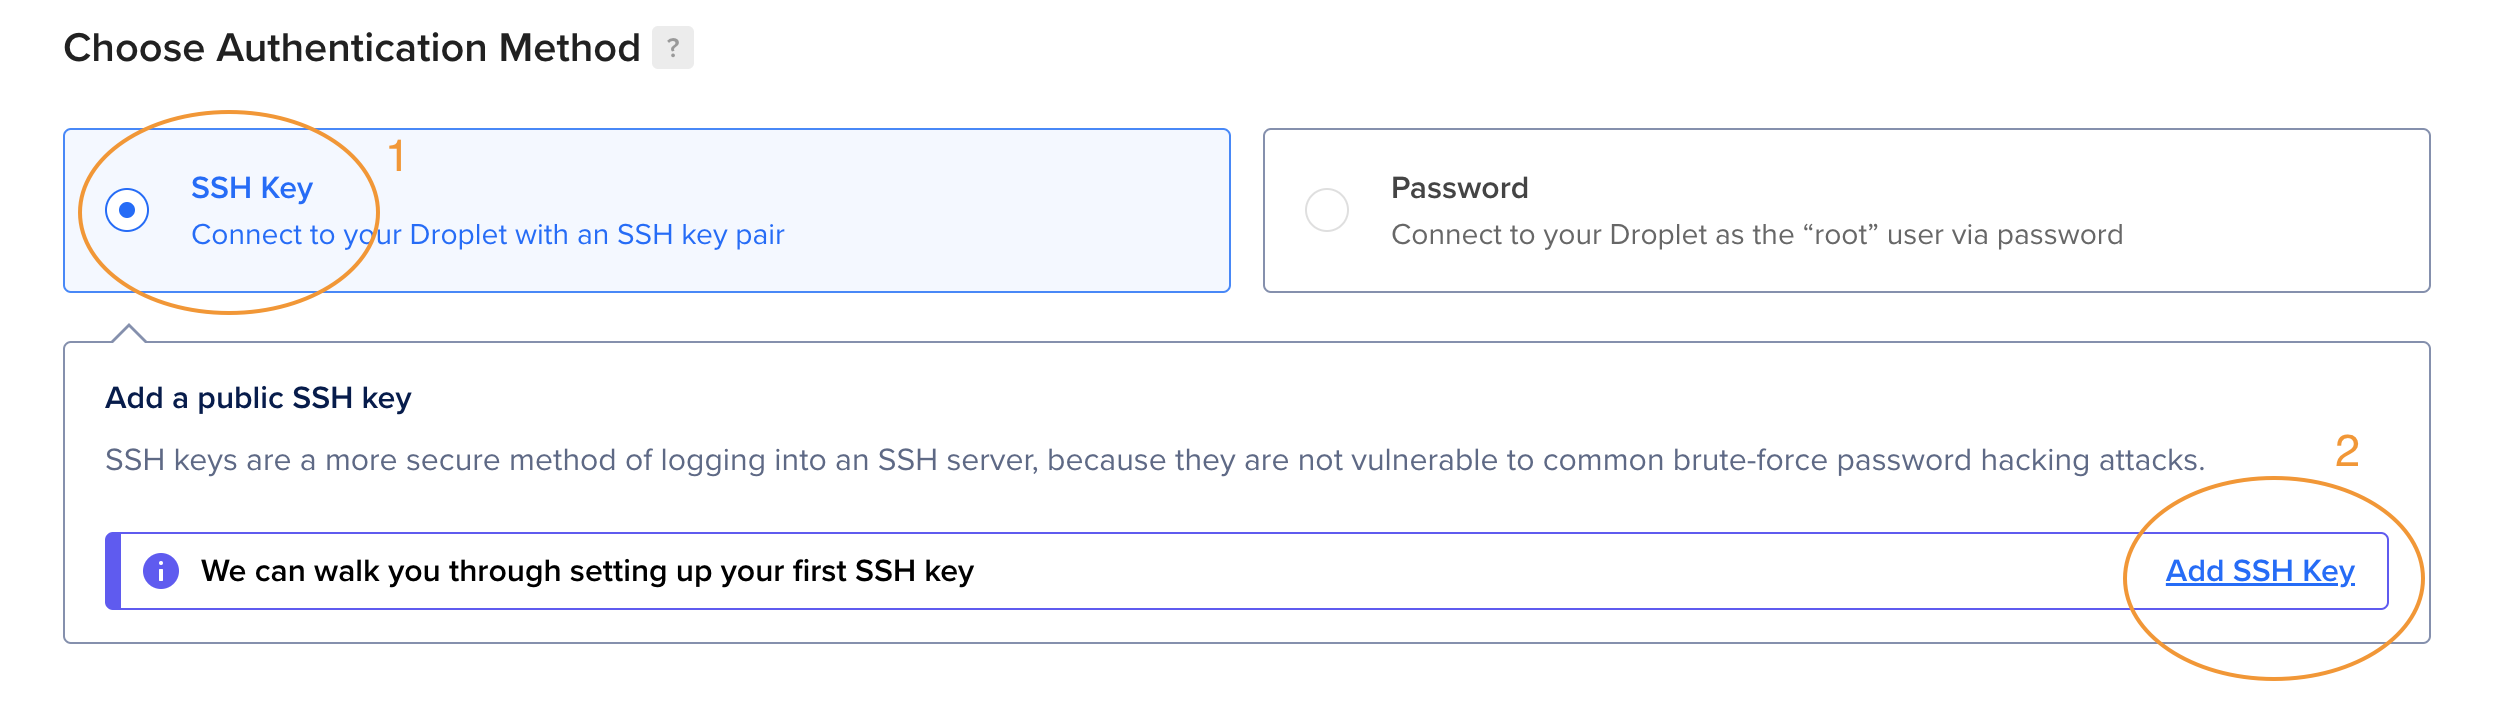 Choose Authentication Method ?
1
SSH Key
Connect to your Droplet with an SSH key pair
Password
Connect to your Droplet as the “root” user via password
Add a public SSH key
SSH keys are a more secure method of logging into an SSH server, because they are not vulnerable to common brute-force password hacking attacks.
2
We can walk you through setting up your first SSH key
Add SSH Key